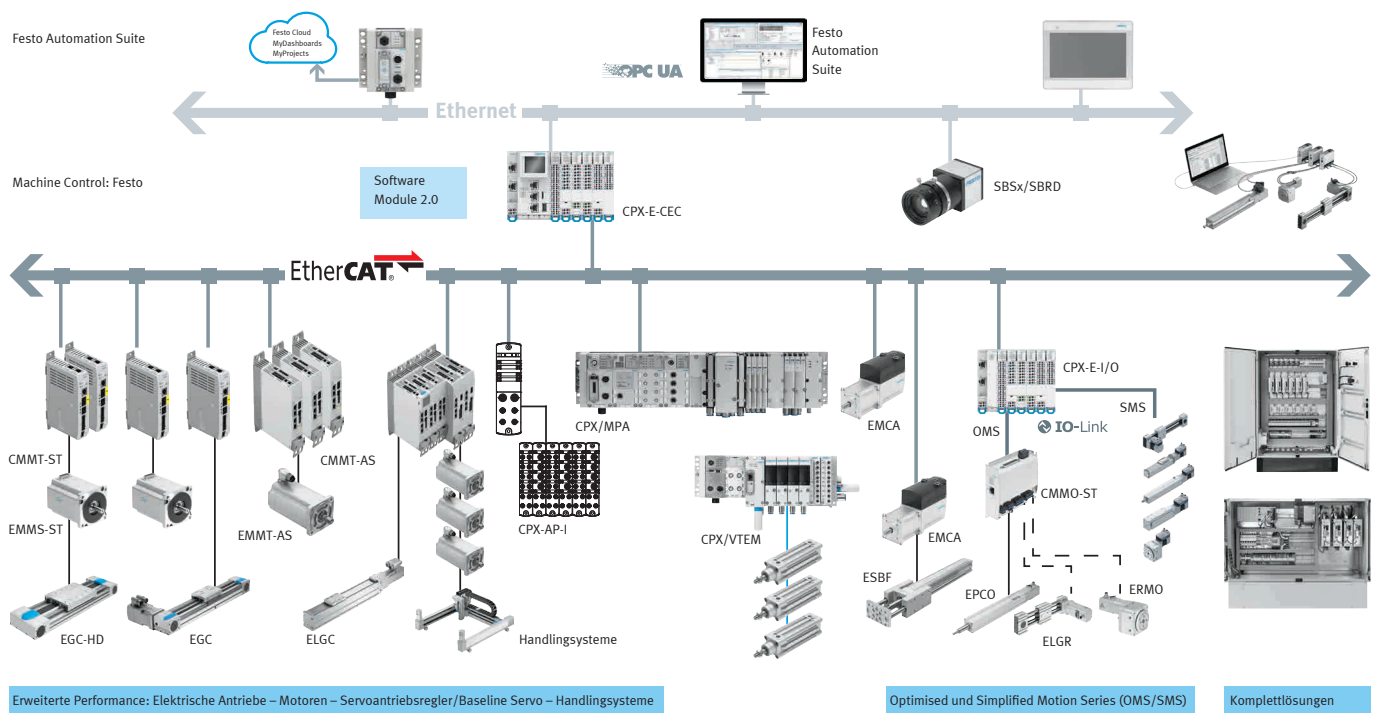 Festo Automation Suite
Festo Cloud
MyDashboards
MyProjects
OPC UA
Festo
Automation
Suite
Ethernet
Machine Control: Festo
Software
Module 2.0
CPX-E-CEC
SBSx/SBRD
EtherCAT®
CMMT-ST
CMMT-AS
CPX/MPA
EMCA
CPX-E-I/O
OMS
IO-Link
SMS
EMMS-ST
EMMT-AS
CPX-AP-I
CPX/VTEM
EMCA
CMMO-ST
EGC-HD
EGC
ELGC
Handlingsysteme
ESBF
EPCO
ELGR
ERMO
Erweiterte Performance: Elektrische Antriebe – Motoren – Servoantriebsregler/Baseline Servo – Handlingsysteme
Optimised und Simplified Motion Series (OMS/SMS)
Komplettlösungen